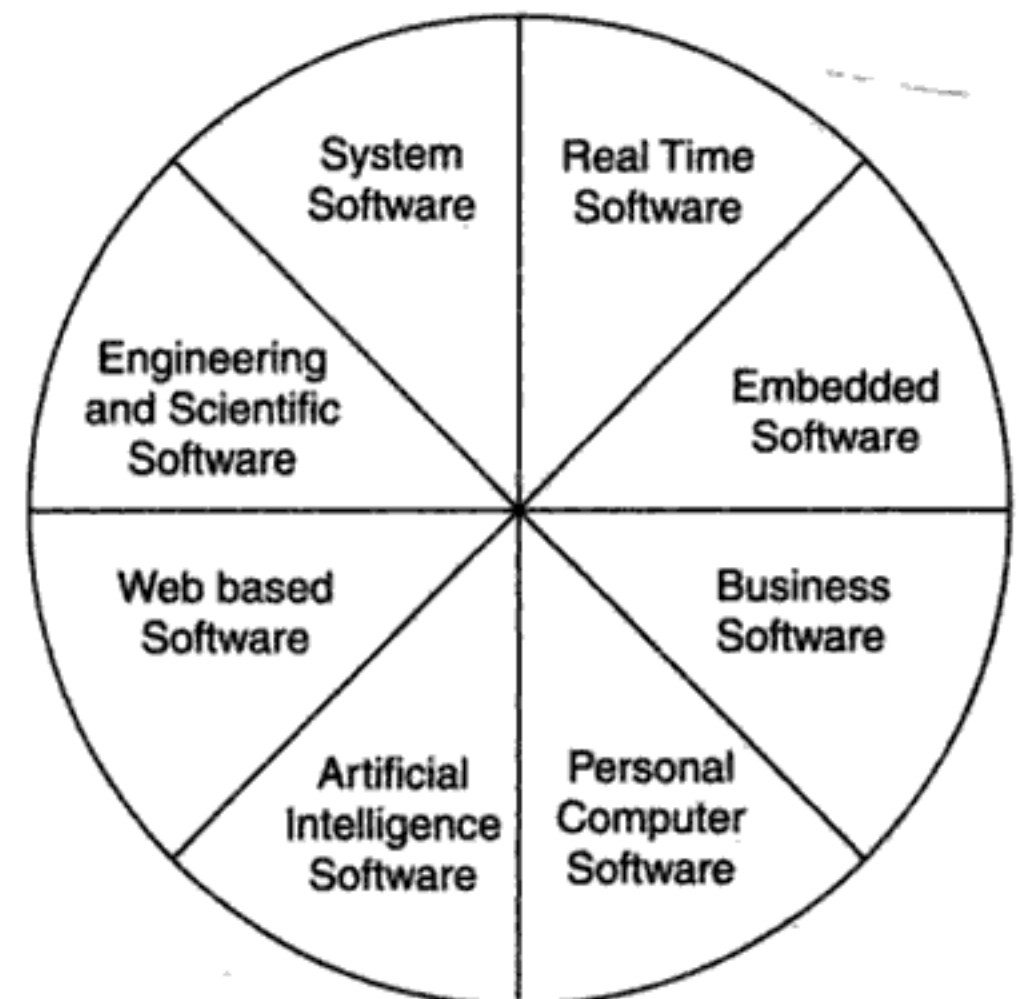 System
Software
Real Time
Software
Embedded
Software
Business
Software
Personal
Computer
Software
Artificial
Intelligence
Software
Web based
Software
Engineering
and Scientific
Software